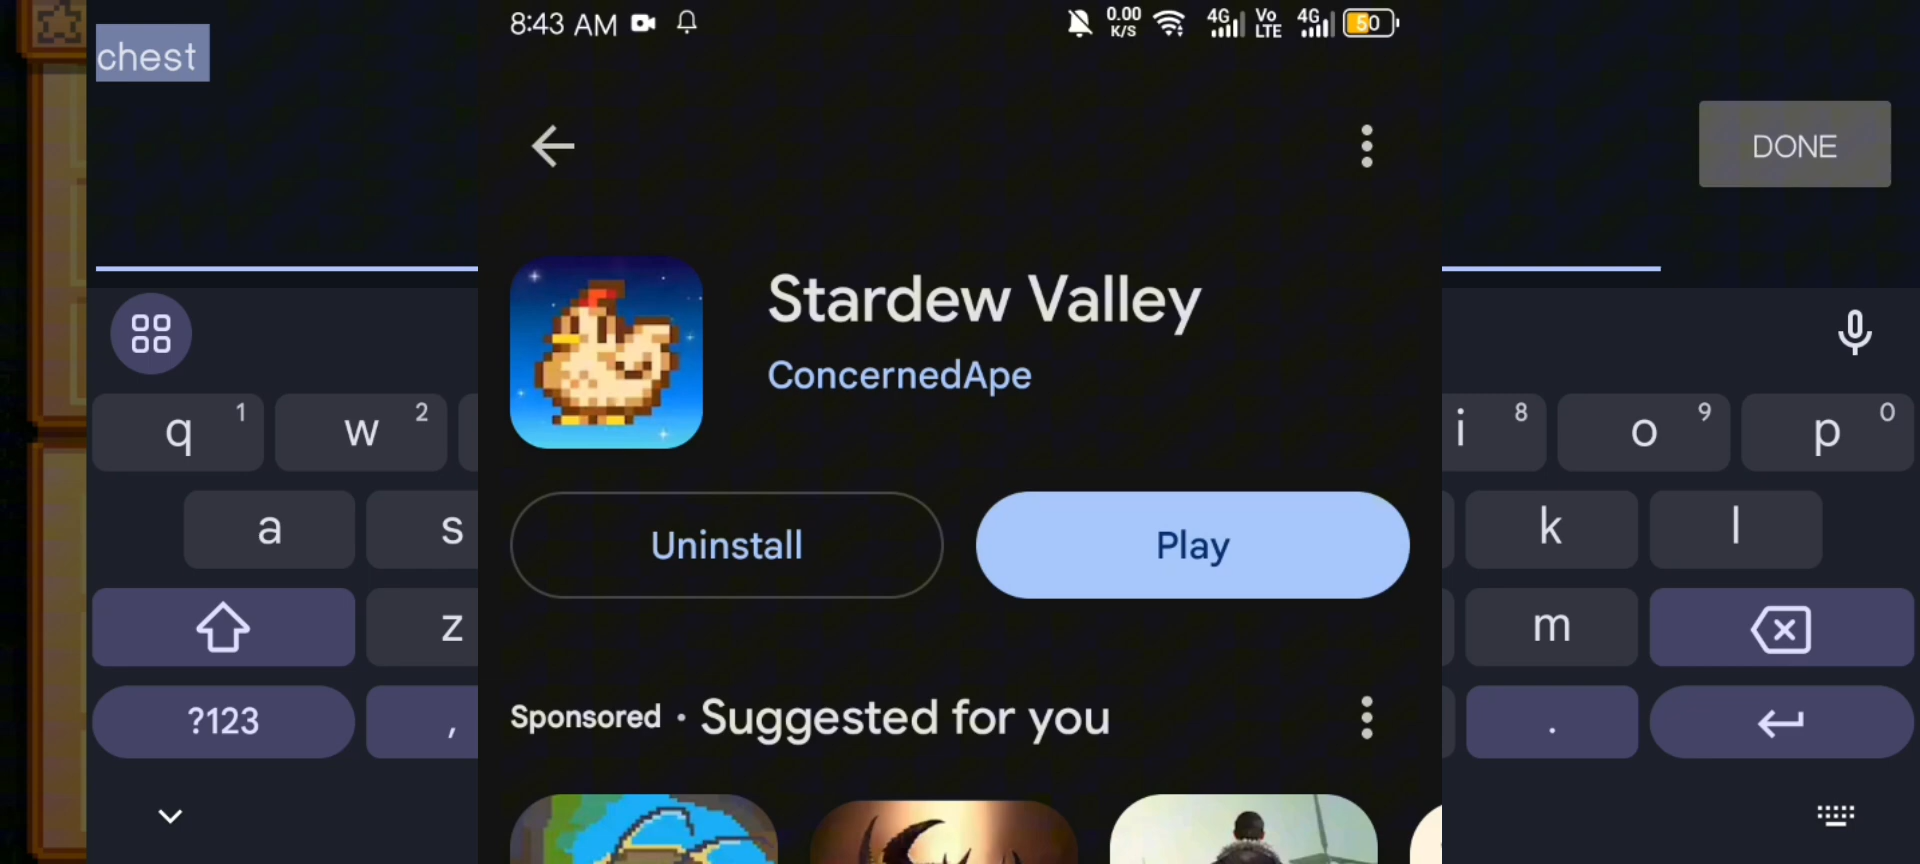 chest
8:43 AM
0.00 K/S
4G
Vo LTE
4G
50
DONE
Stardew Valley
ConcernedApe
Uninstall
Play
Sponsored • Suggested for you
q 1 w 2 i 8 o 9 p 0
a s k l
z m
?123 , .